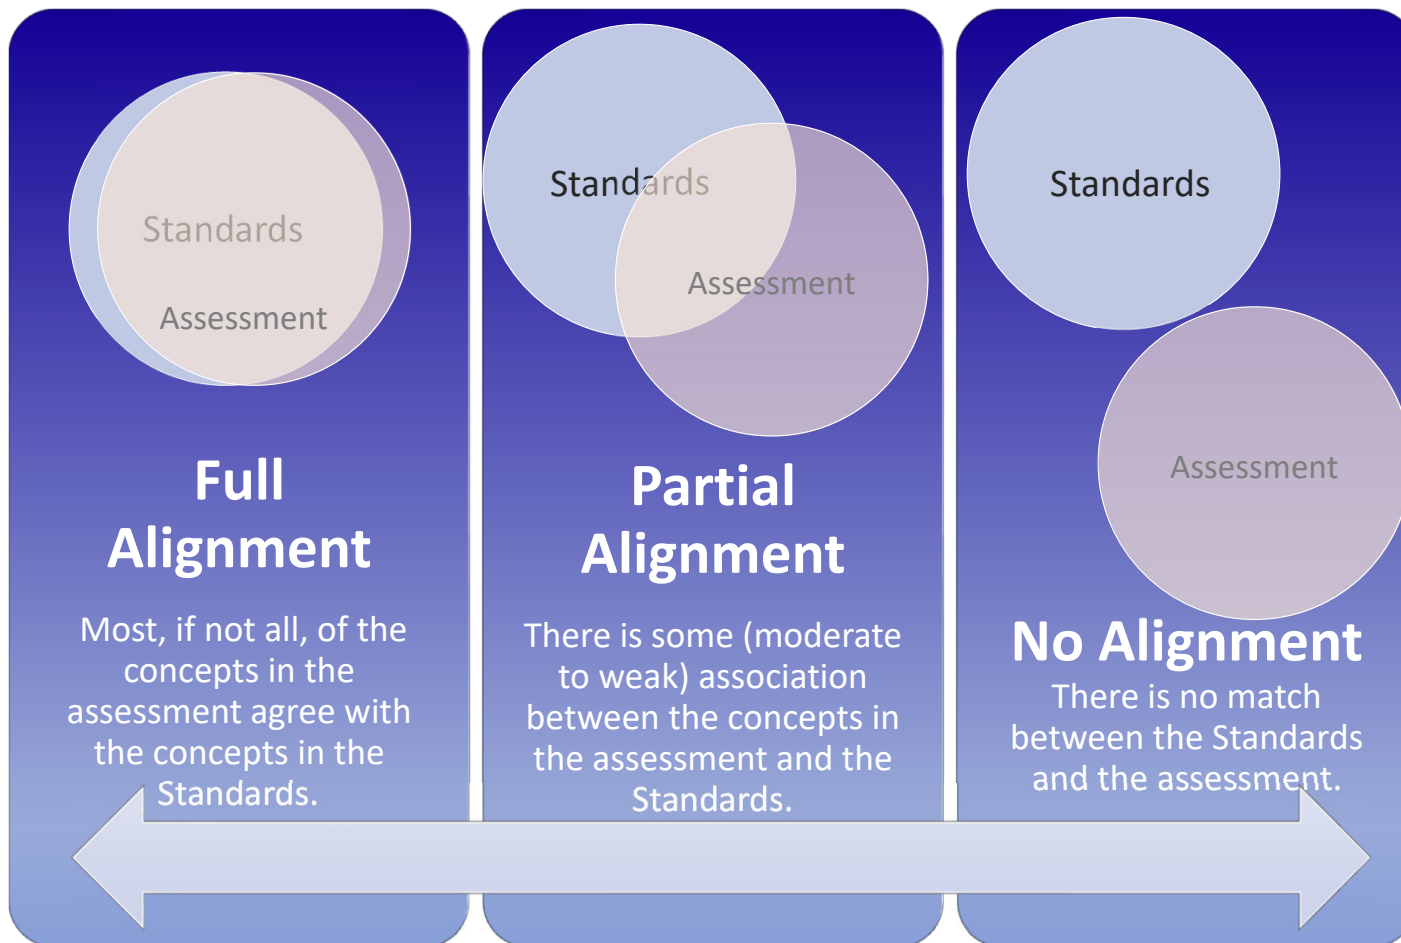 Standards
Assessment
Full
Alignment
Most, if not all, of the
concepts in the
assessment agree with
the concepts in the
Standards.
Standards
Assessment
Partial
Alignment
There is some (moderate
to weak) association
between the concepts in
the assessment and the
Standards.
Standards
Assessment
No Alignment
There is no match
between the Standards
and the assessment.